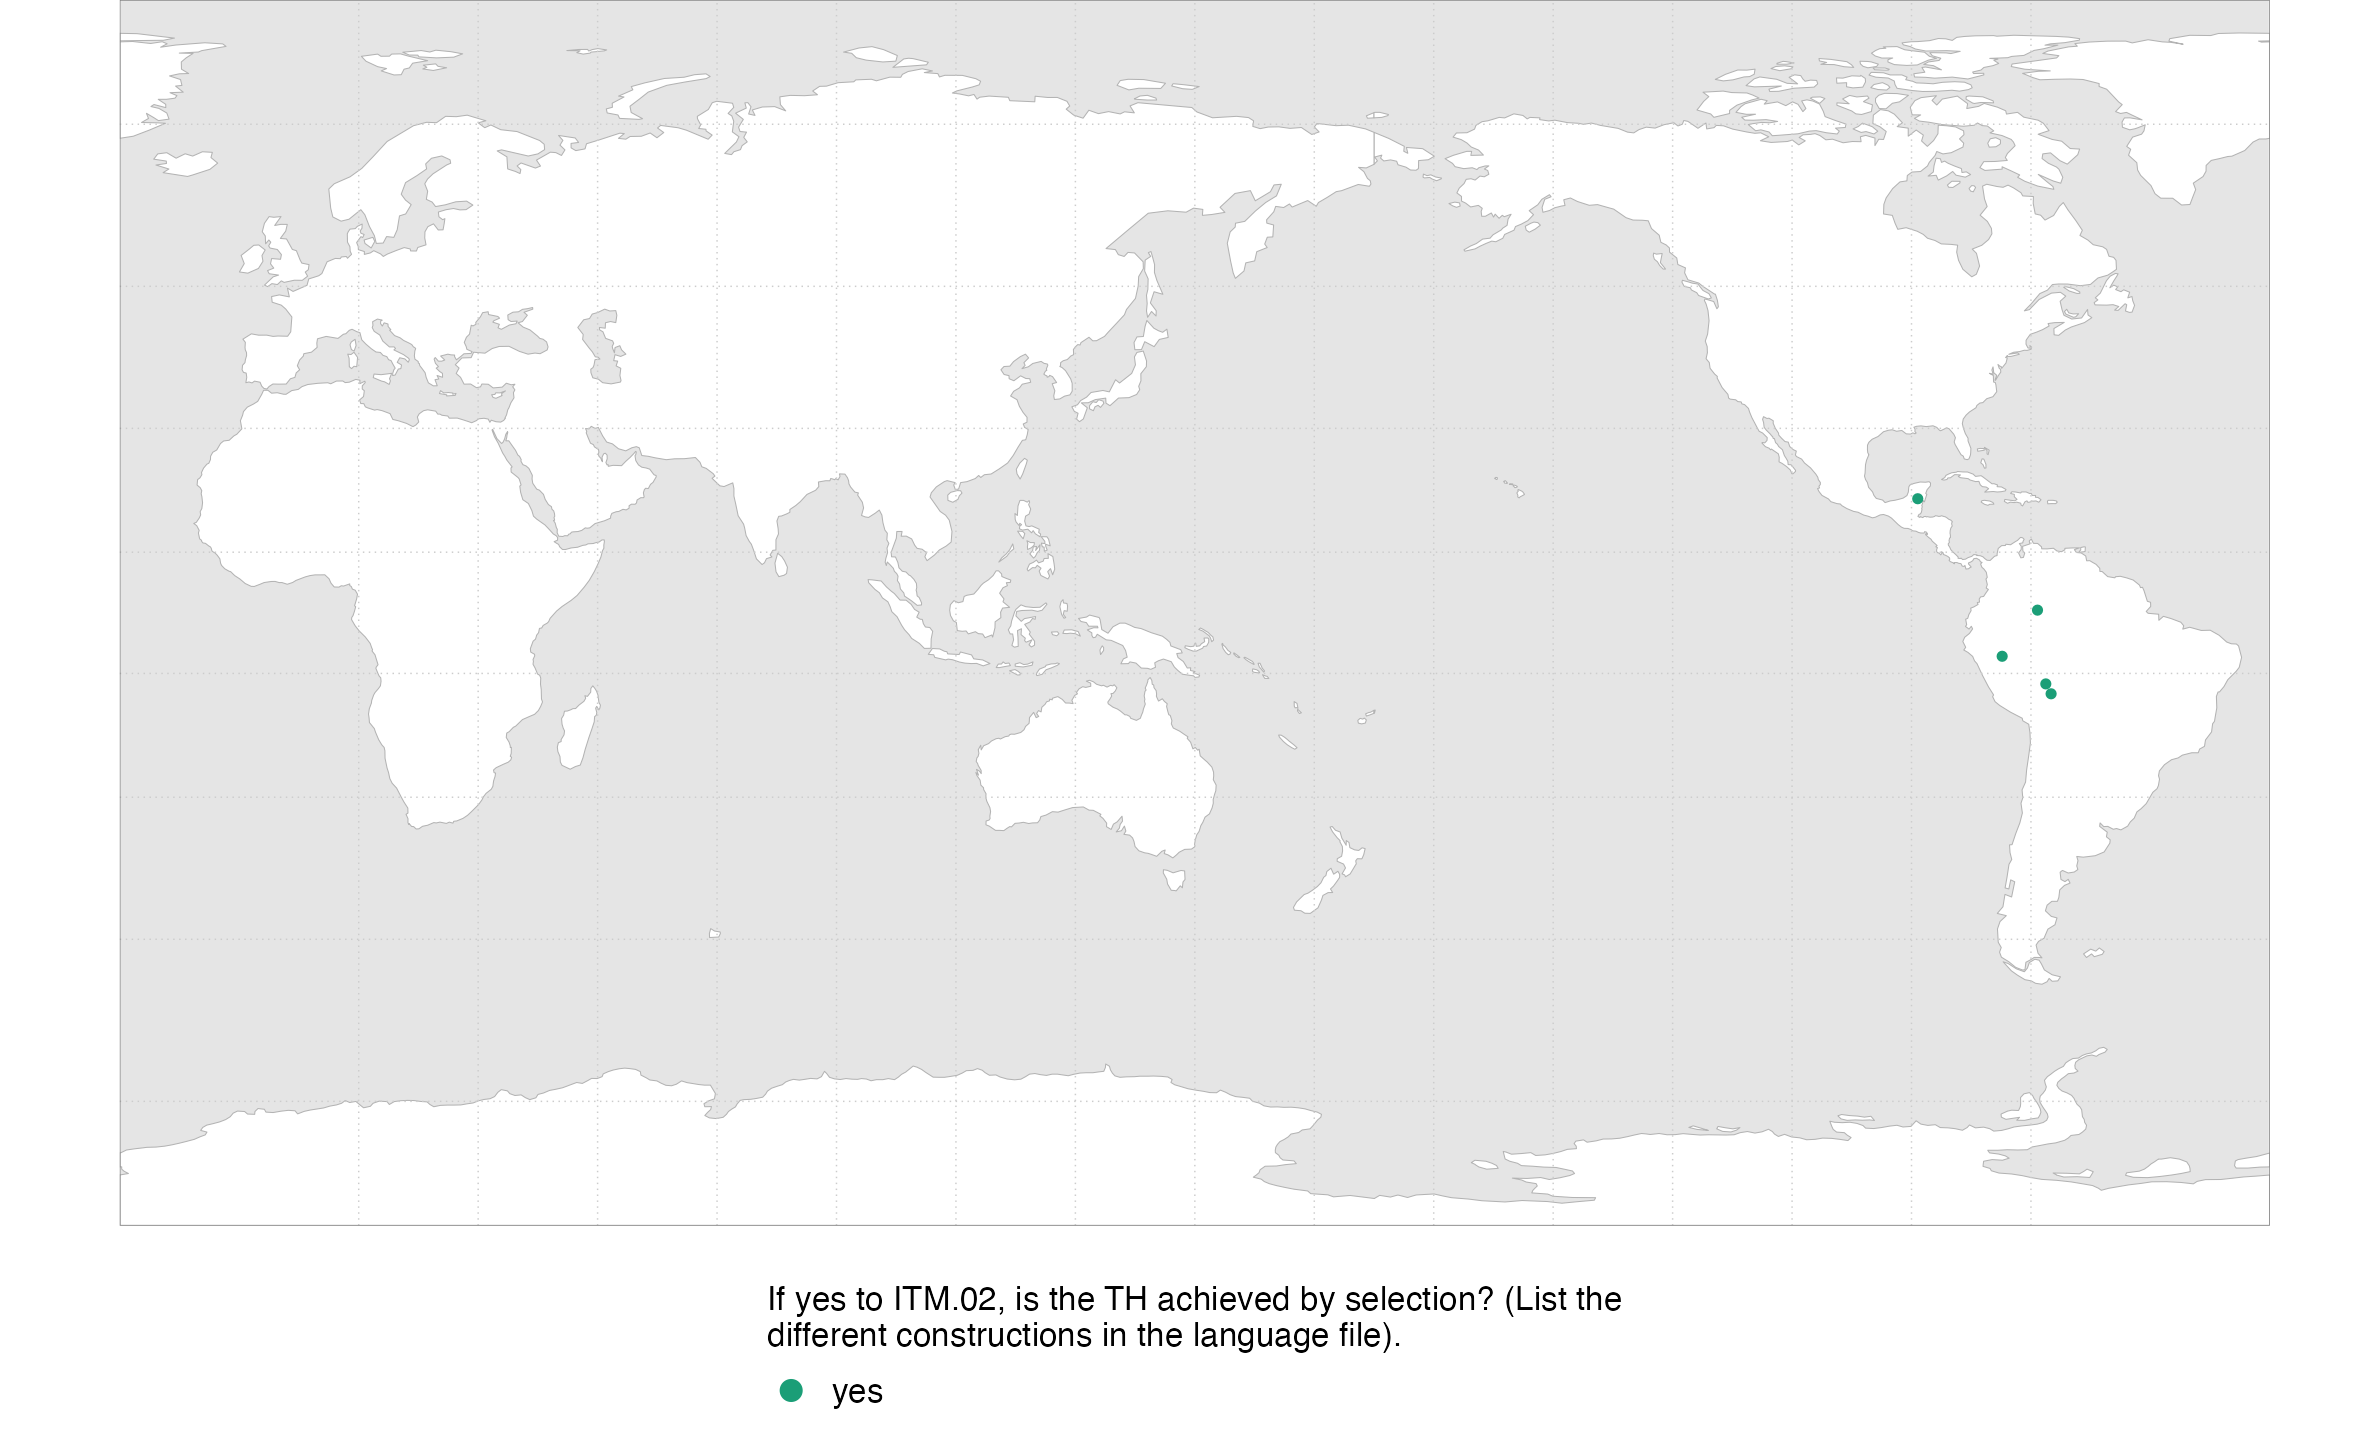 If yes to ITM.02, is the TH achieved by selection? (List the
different constructions in the language file).
yes